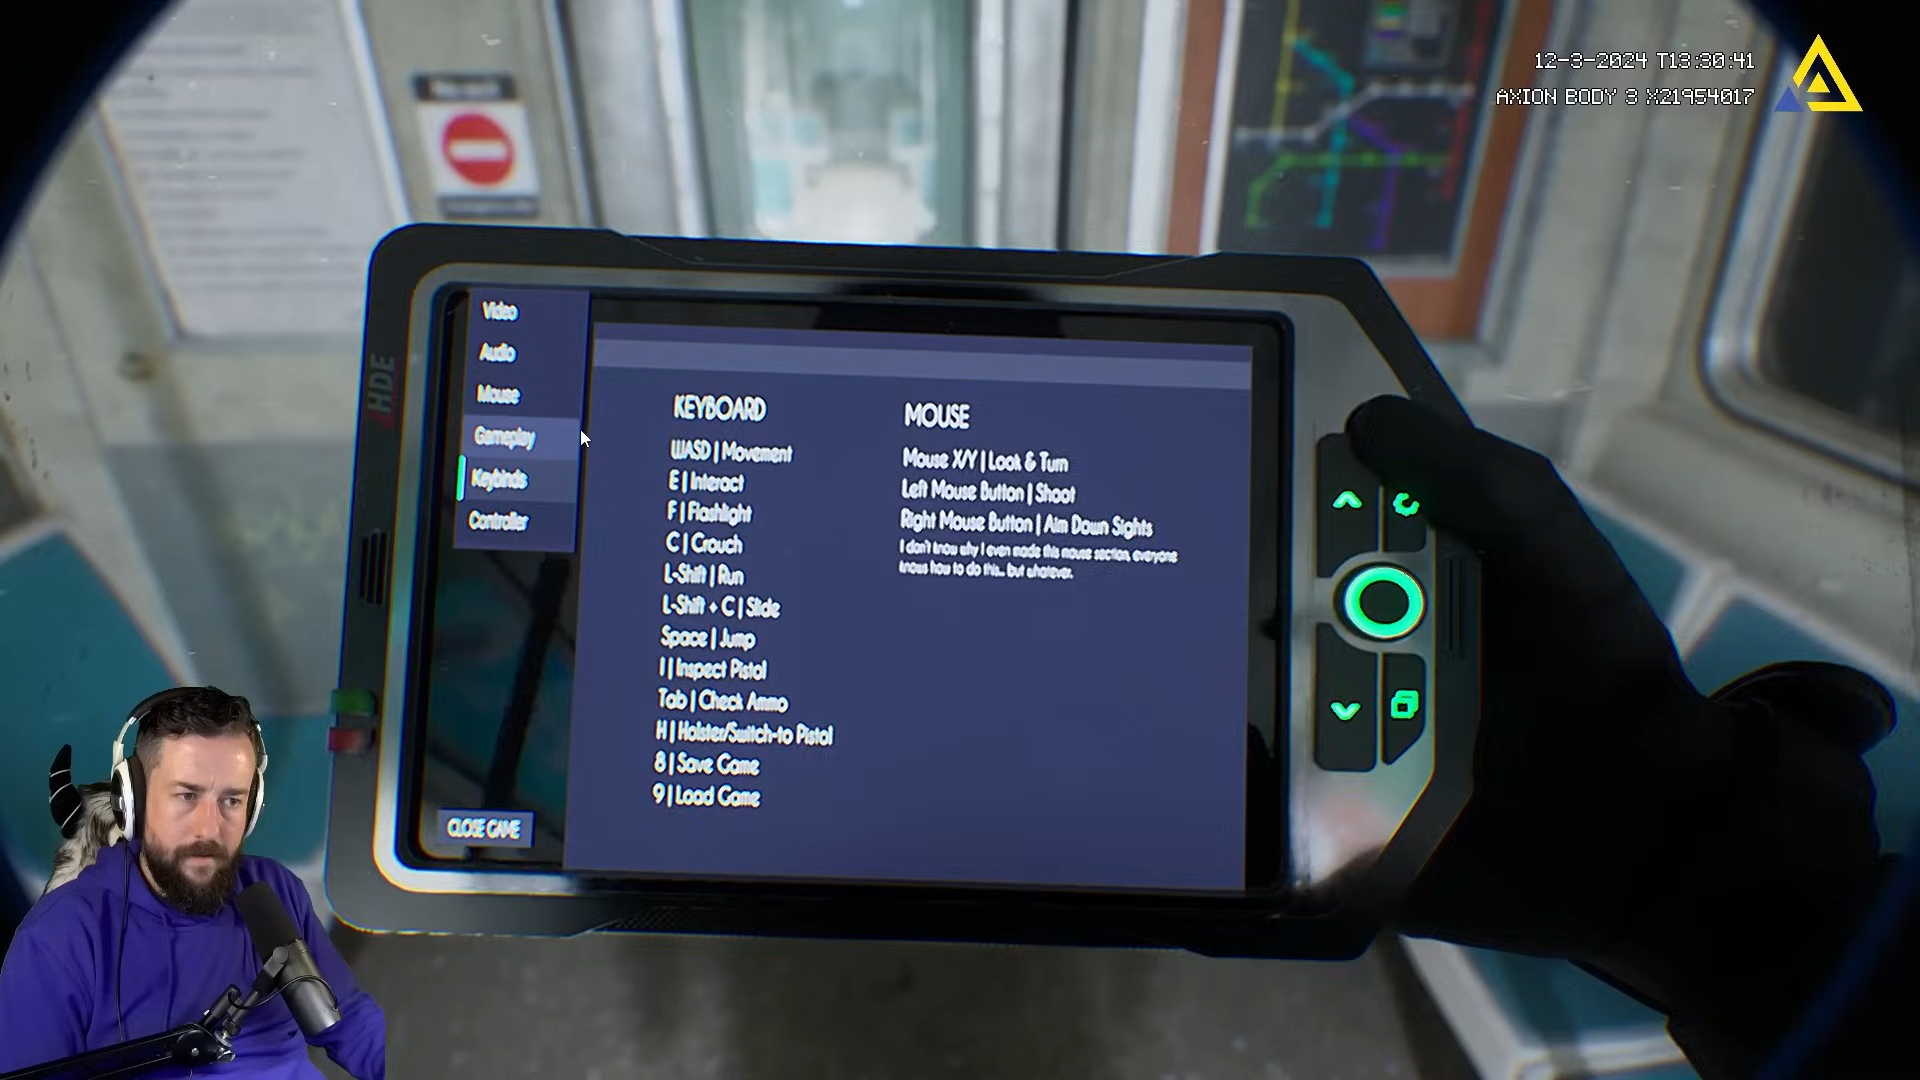 12-3-2024 T13:30:41
AXION BODY 3 X21954017
HDE
Video
Audio
Mouse
Gameplay
Keybinds
Controller
CLOSE GAME
KEYBOARD
WASD | Movement
E | Interact
F | Flashlight
C | Crouch
L-Shift | Run
L-Shift + C | Slide
Space | Jump
I | Inspect Pistol
Tab | Check Ammo
H | Holster/Switch-to Pistol
8 | Save Game
9 | Load Game
MOUSE
Mouse X/Y | Look & Turn
Left Mouse Button | Shoot
Right Mouse Button | Aim Down Sights
I don't know why I even made this mouse section, everyone
knows how to do this... but whatever.